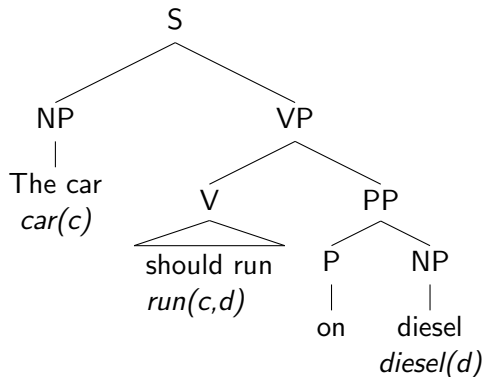 S
NP VP
The car
car(c)
V PP
should run
run(c,d)
P NP
on diesel
diesel(d)